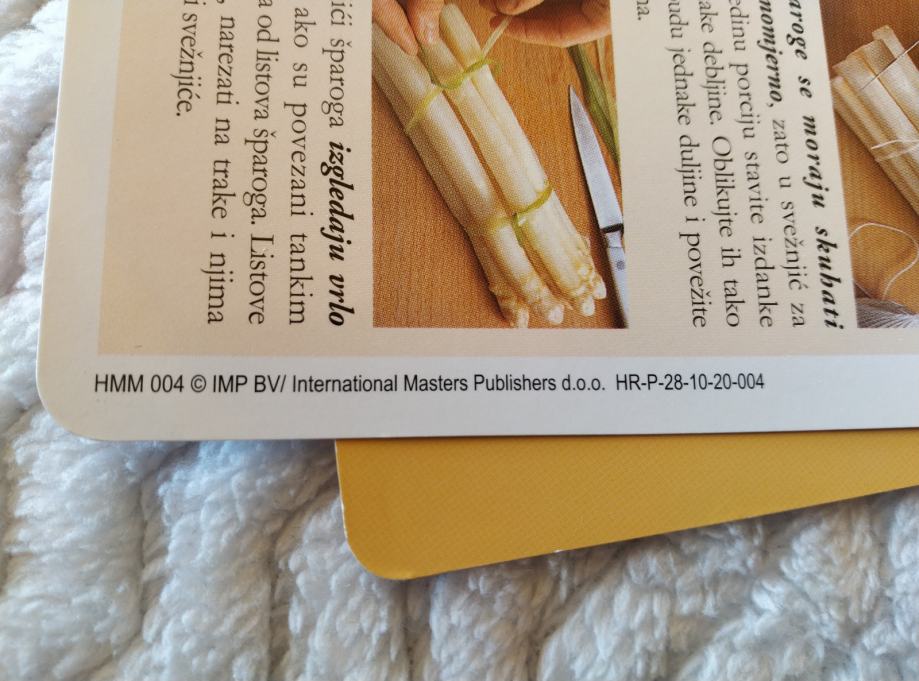 aroge se moraju skuhati
nomjerno, zato u svežnjić za
edinu porciju stavite izdanke
ake debljine. Oblikujte ih tako
budu jednake duljine i povežite
na.
ići šparoga izgledaju vrlo
ako su povezani tankim
a od listova šparoga. Listove
, narezati na trake i njima
i svežnjiće.
HMM 004 © IMP BV/ International Masters Publishers d.o.o. HR-P-28-10-20-004